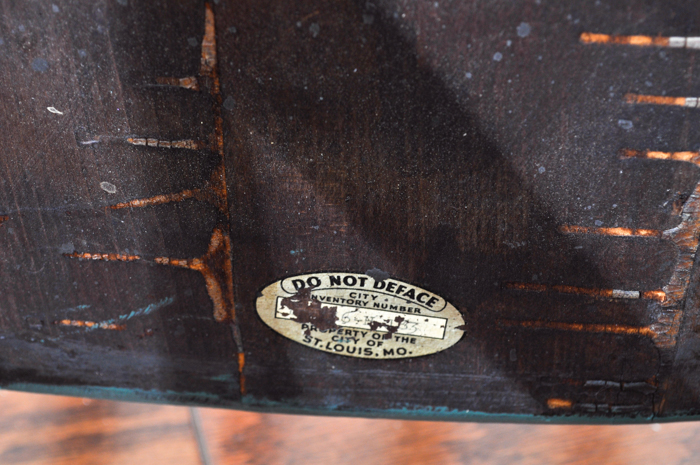 DO NOT DEFACE
CITY
INVENTORY NUMBER
PROPERTY OF THE
CITY OF
ST. LOUIS, MO.